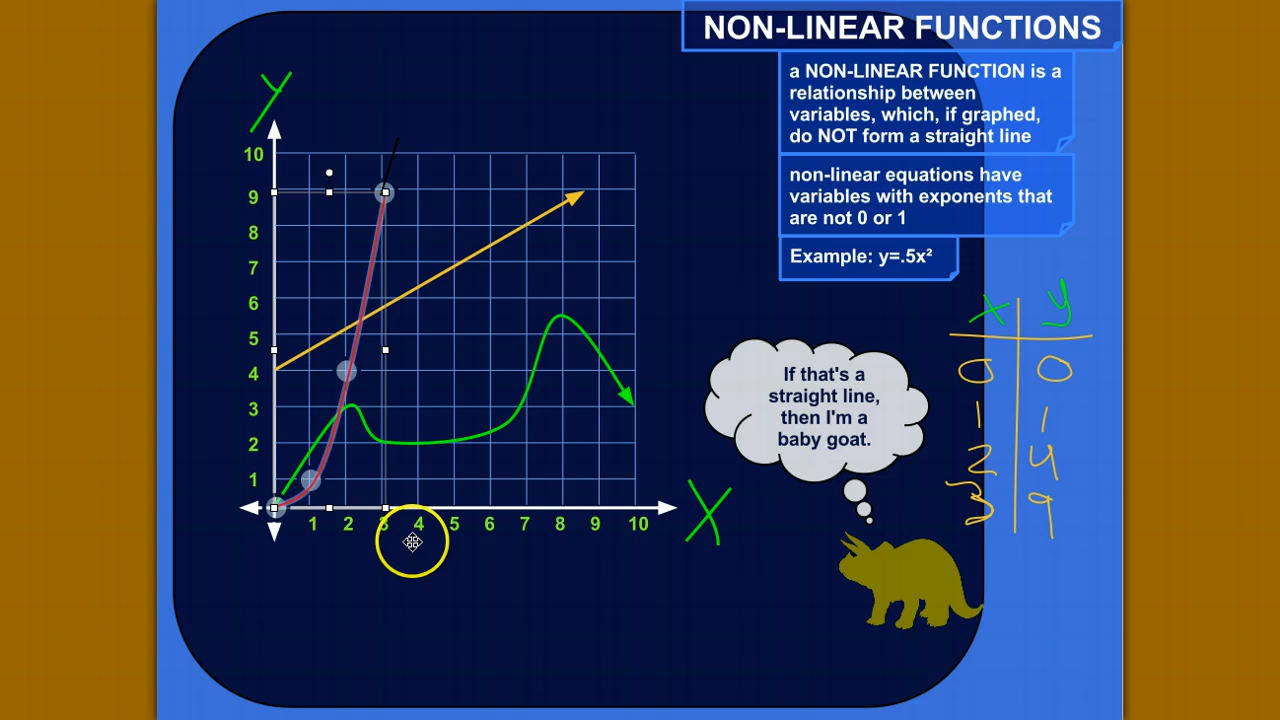 NON-LINEAR FUNCTIONS
a NON-LINEAR FUNCTION is a
relationship between
variables, which, if graphed,
do NOT form a straight line
non-linear equations have
variables with exponents that
are not 0 or 1
Example: y=.5x²
y
10
9
8
7
6
5
4
3
2
1
1 2 3 4 5 6 7 8 9 10
X
If that's a
straight line,
then I'm a
baby goat.
x y
0 0
1 1
2 4
3 9